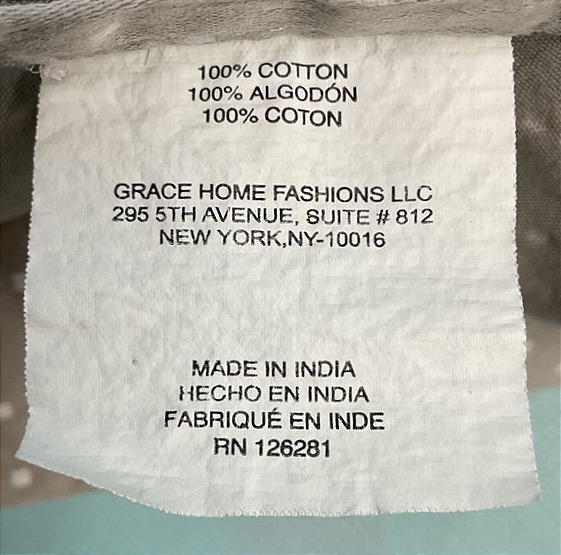 100% COTTON
100% ALGODÓN
100% COTON
GRACE HOME FASHIONS LLC
295 5TH AVENUE, SUITE # 812
NEW YORK,NY-10016
MADE IN INDIA
HECHO EN INDIA
FABRIQUÉ EN INDE
RN 126281